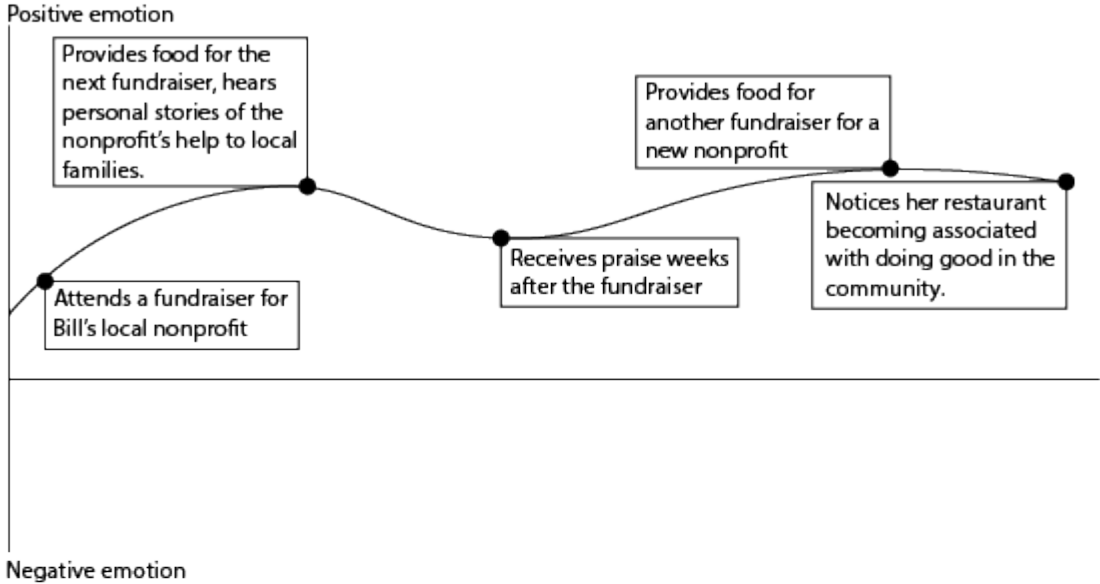 Positive emotion
Provides food for the
next fundraiser, hears
personal stories of the
nonprofit's help to local
families.
Attends a fundraiser for
Bill's local nonprofit
Receives praise weeks
after the fundraiser
Provides food for
another fundraiser for a
new nonprofit
Notices her restaurant
becoming associated
with doing good in the
community.
Negative emotion